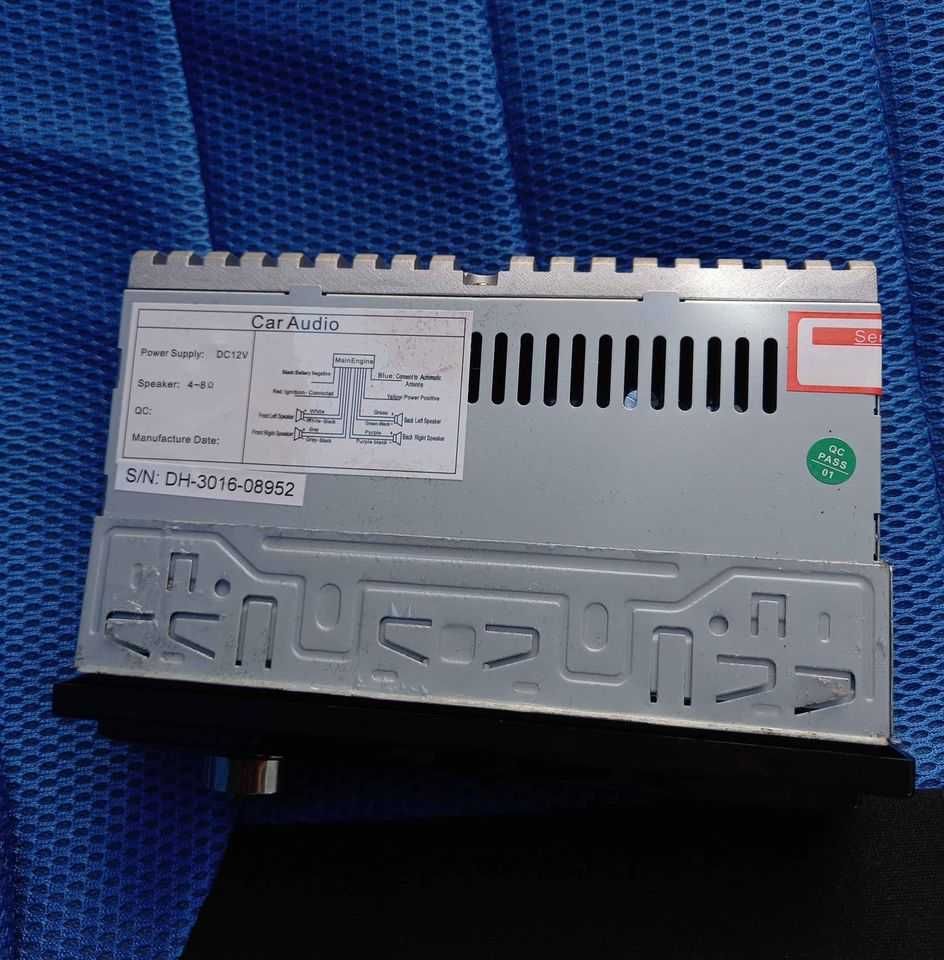 Car Audio
Power Supply: DC12V
Speaker: 4~8Ω
QC:
Manufacture Date:
MainEngine
Black:Battery Negative
Blue: Connect to Automatic
Antenna
Red: Ignition- Connected
Yellow Power Positive
Front Left Speaker
+ White
White-Black
Green +
Green-Black -
Back Left Speaker
Front Right Speaker
+ Gray
Gray-Black
Purple +
Purple black -
Back Right Speaker
S/N: DH-3016-08952
QC
PASS
01